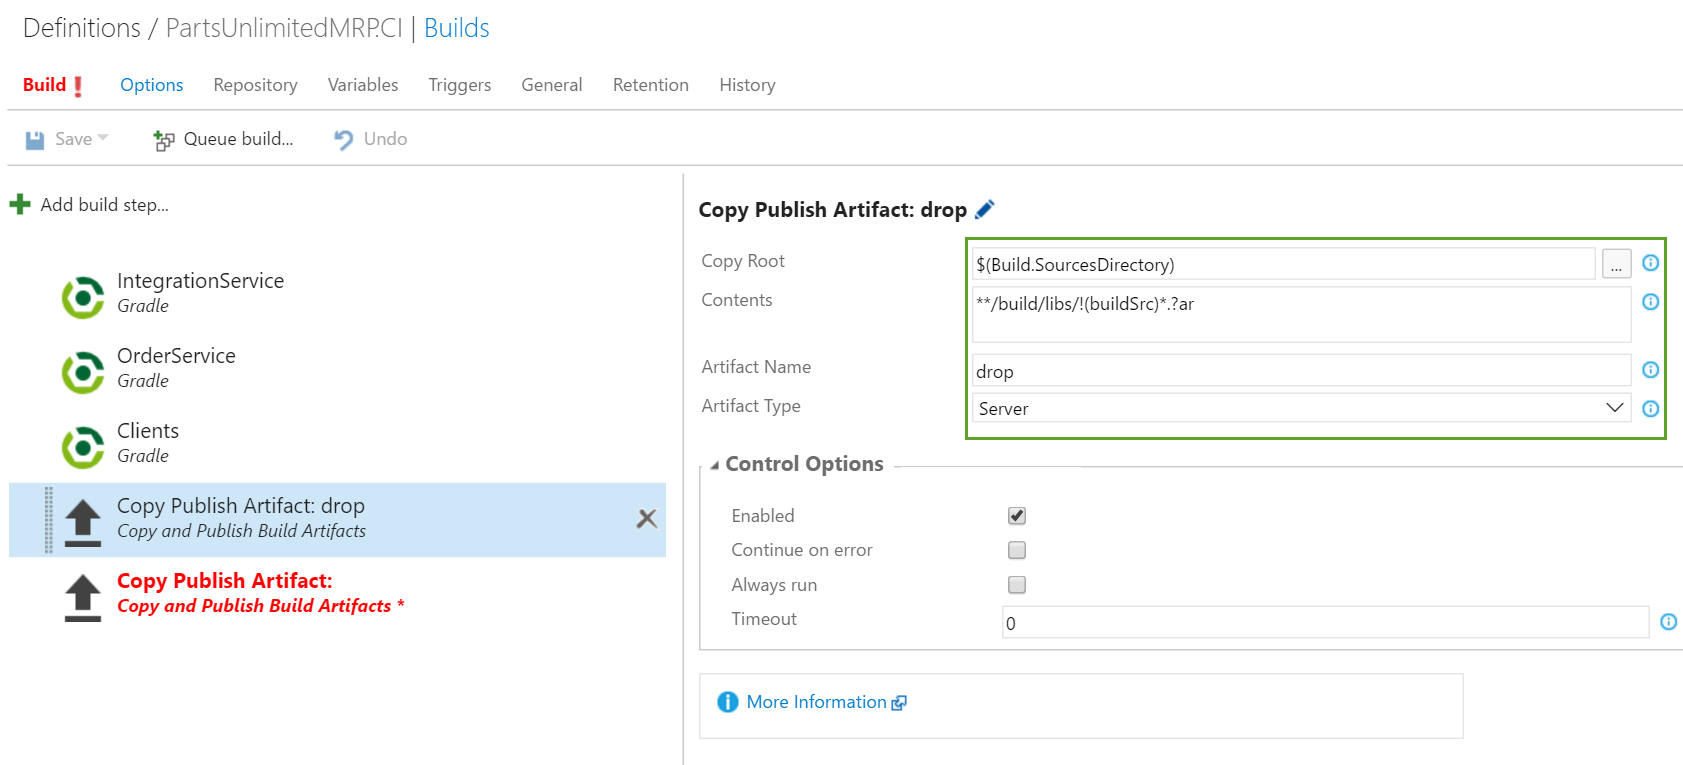 Definitions / PartsUnlimitedMRP.CI | Builds
Build ! Options Repository Variables Triggers General Retention History
Save Queue build... Undo
Add build step...
IntegrationService
Gradle
OrderService
Gradle
Clients
Gradle
Copy Publish Artifact: drop
Copy and Publish Build Artifacts
Copy Publish Artifact:
Copy and Publish Build Artifacts *
Copy Publish Artifact: drop
Copy Root $(Build.SourcesDirectory) ...
Contents **/build/libs/!(buildSrc)*.?ar
Artifact Name drop
Artifact Type Server
Control Options
Enabled
Continue on error
Always run
Timeout 0
More Information